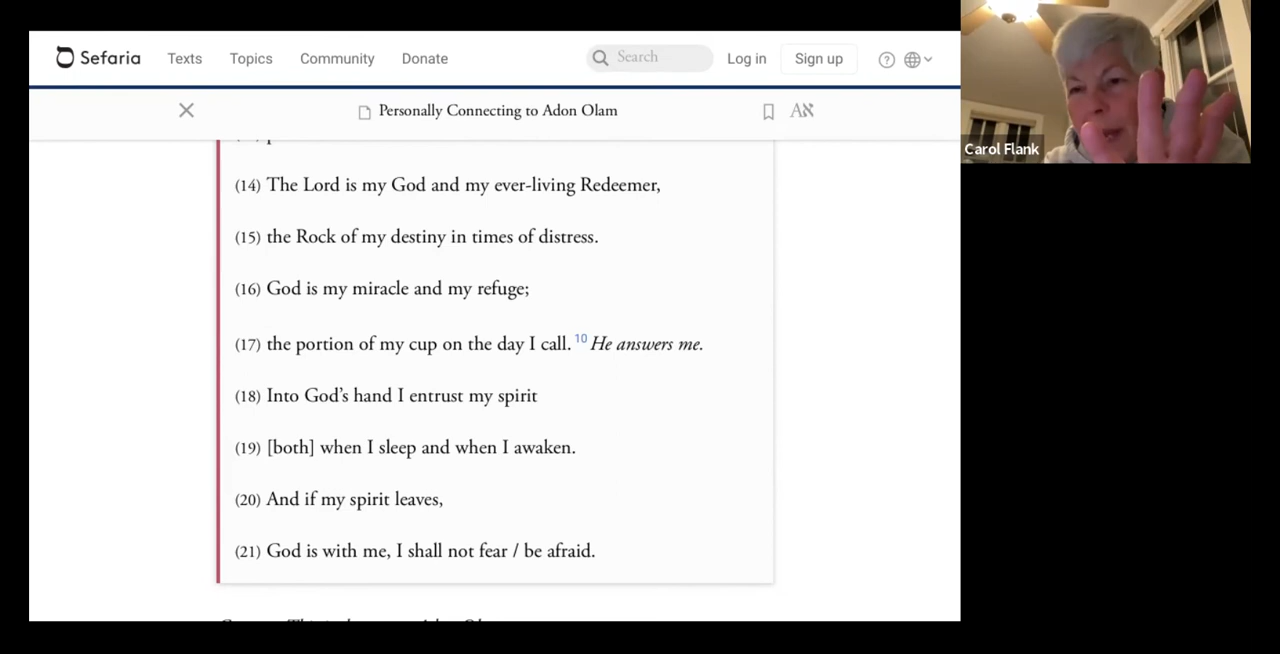 Sefaria Texts Topics Community Donate Search Log in Sign up
Personally Connecting to Adon Olam Aא
(14) The Lord is my God and my ever-living Redeemer,
(15) the Rock of my destiny in times of distress.
(16) God is my miracle and my refuge;
(17) the portion of my cup on the day I call. 10 He answers me.
(18) Into God’s hand I entrust my spirit
(19) [both] when I sleep and when I awaken.
(20) And if my spirit leaves,
(21) God is with me, I shall not fear / be afraid.
Carol Flank